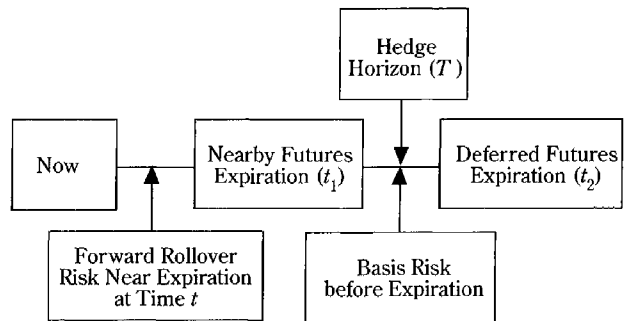 Hedge
Horizon (T)
Now
Nearby Futures
Expiration (t₁)
Deferred Futures
Expiration (t₂)
Forward Rollover
Risk Near Expiration
at Time t
Basis Risk
before Expiration